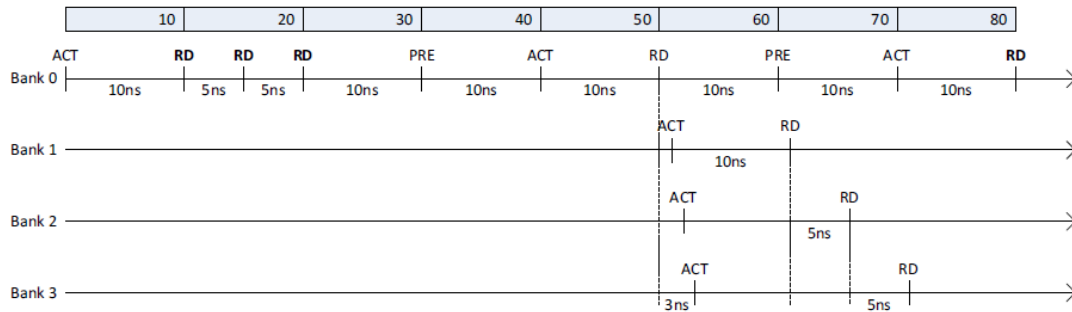 10 20 30 40 50 60 70 80
ACT RD RD RD PRE ACT RD PRE ACT RD
Bank 0
10ns 5ns 5ns 10ns 10ns 10ns 10ns 10ns 10ns
ACT RD
Bank 1
10ns
ACT RD
Bank 2
5ns
ACT RD
Bank 3
3ns 5ns